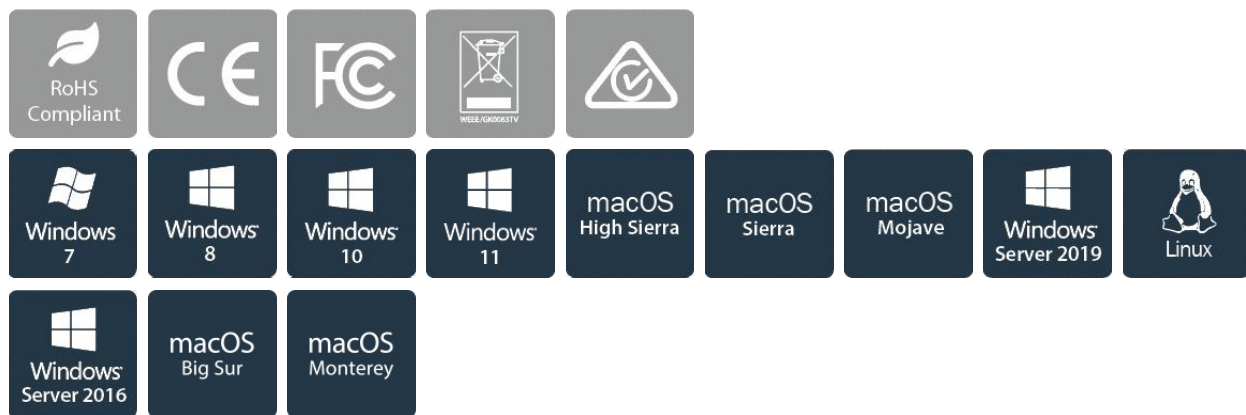 RoHS
Compliant
CE
FC
WEEE/GK0083TV
Windows
7
Windows
8
Windows
10
Windows
11
macOS
High Sierra
macOS
Sierra
macOS
Mojave
Windows
Server 2019
Linux
Windows
Server 2016
macOS
Big Sur
macOS
Monterey